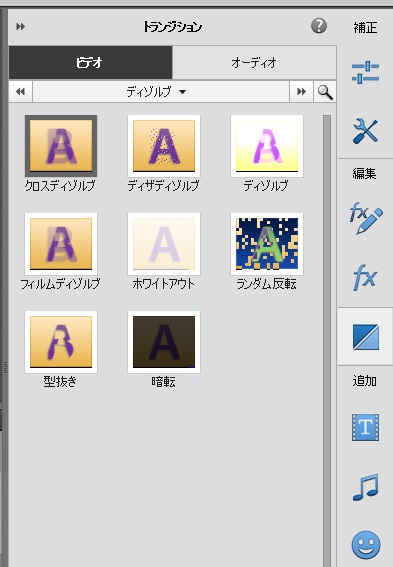 トランジション
補正
ビデオ
オーディオ
ディゾルブ
クロスディゾルブ
ディザディゾルブ
ディゾルブ
編集
フィルムディゾルブ
ホワイトアウト
ランダム反転
型抜き
暗転
追加